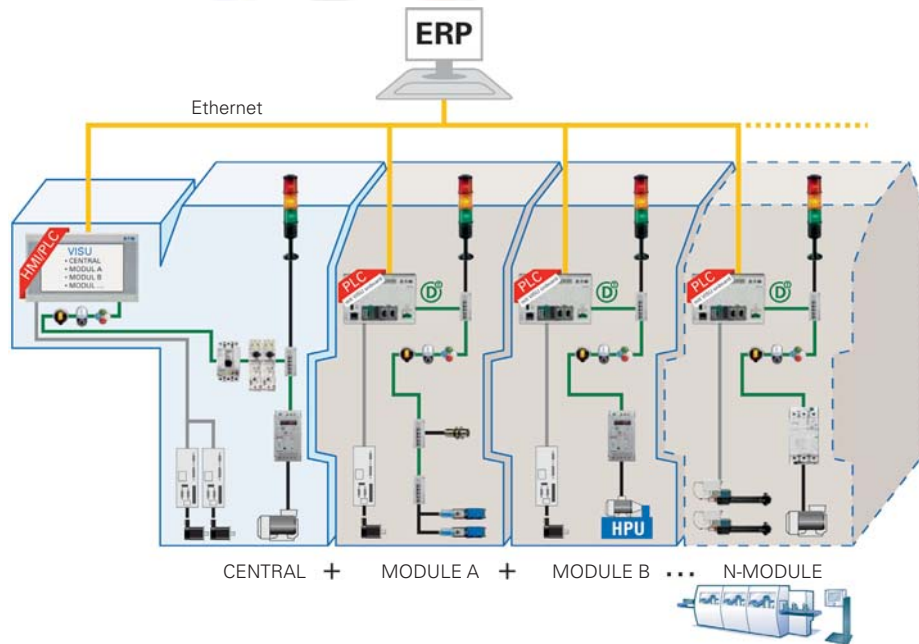 ERP
Ethernet
HMI/PLC
VISU
• CENTRAL
• MODUL A
• MODUL B
• MODUL ...
PLC
PLC
PLC
HPU
CENTRAL + MODULE A + MODULE B ... N-MODULE